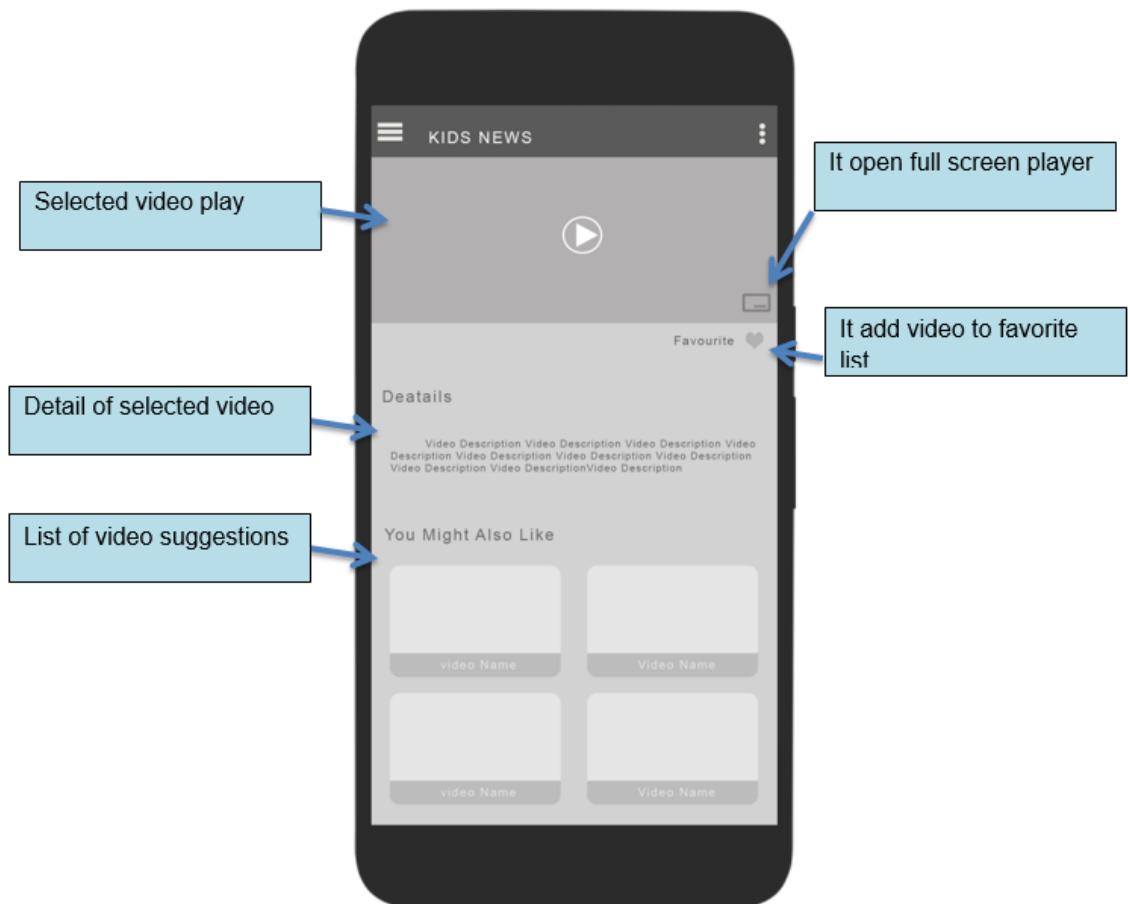 KIDS NEWS
It open full screen player
Selected video play
Favourite
It add video to favorite
list
Deatails
Detail of selected video
Video Description Video Description Video Description Video
Description Video Description Video Description Video Description
Video Description Video DescriptionVideo Description
List of video suggestions
You Might Also Like
video Name
Video Name
video Name
Video Name